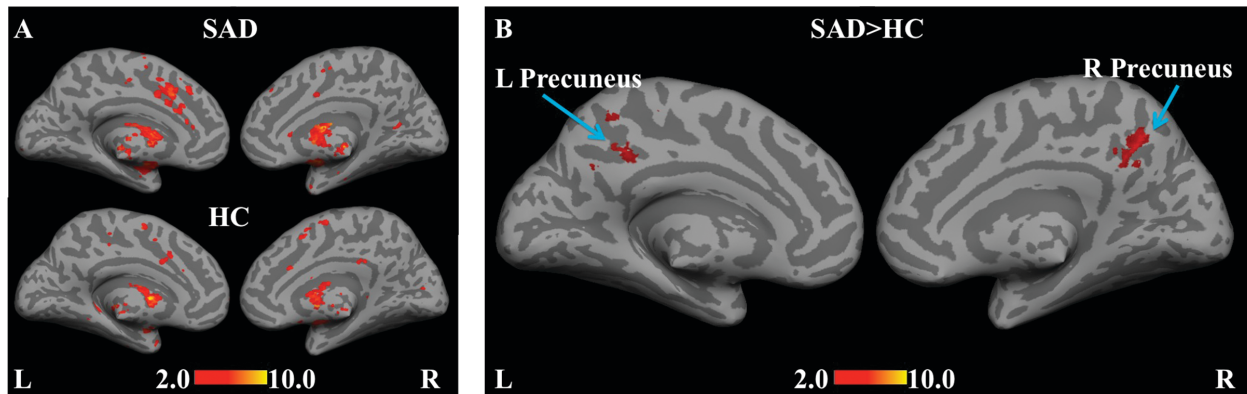 A
SAD
HC
L
2.0
10.0
R
B
SAD>HC
L Precuneus
R Precuneus
L
2.0
10.0
R